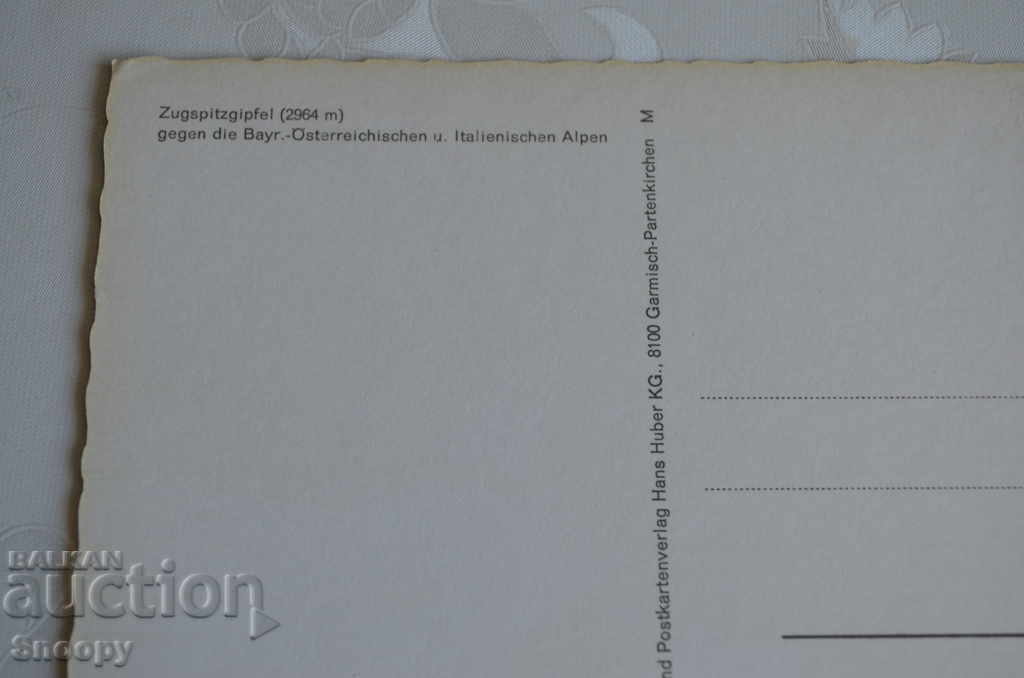 Zugspitzgipfel (2964 m)
gegen die Bayr.-Österreichischen u. Italienischen Alpen
nd Postkartenverlag Hans Huber KG., 8100 Garmisch-Partenkirchen M
BALKAN
auction
Snoopy